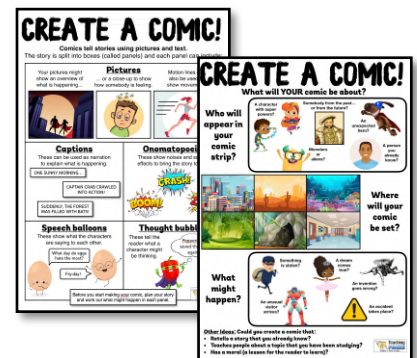 CREATE A COMIC!
Comics tell stories using pictures and text.
The story is split into boxes (called panels) and each panel can include:
Your pictures might
show an overview of
what is happening...
Pictures
... or a close-up to show
how somebody is feeling.
Motion lines
also be used
show movem
Captions
These can be used as narration
to explain what is happening.
ONE SUNNY MORNING...
CAPTAIN CRAB CRAWLED
INTO ACTION!
SUDDENLY, THE FOREST
WAS FILLED WITH BATS!
Onomatopoei
These show noises and s
effects to bring the story to
CRASH!
BOOM!
Speech balloons
These show what the characters
are saying to each other.
What day do eggs
hate the most?
Fry-day!
Thought bubbl
These tell the
reader what a
character might
be thinking.
Before you start making your comic, plan your story
and work out what might happen in each panel.
CREATE A COMIC!
What will YOUR comic be about?
Who will
appear in
your
comic
strip?
A character
with super
powers?
Somebody from the past...
or from the future?
An
unexpected
hero?
Monsters
or
aliens?
A person
you
already
know?
Where
will your
comic
be set?
What
might
happen?
Something
is stolen?
A dream
comes
true?
An invention
goes wrong?
An unusual
visitor
arrives?
An accident
takes place?
Other Ideas: Could you create a comic that:
• Retells a story that you already know?
• Teaches people about a topic that you have been studying?
• Has a moral (a lesson for the reader to learn)?
Teaching